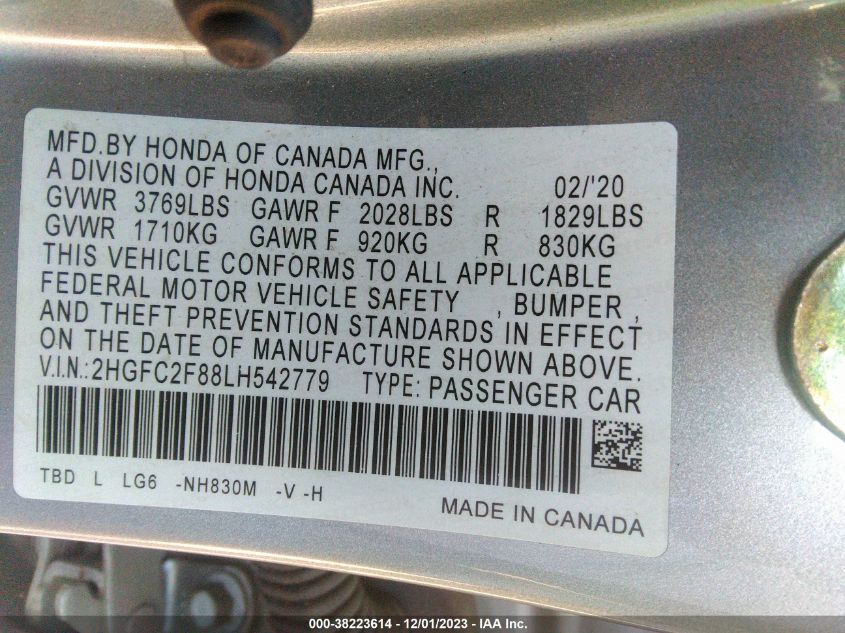 MFD.BY HONDA OF CANADA MFG.,
A DIVISION OF HONDA CANADA INC. 02/'20
GVWR 3769LBS GAWR F 2028LBS R 1829LBS
GVWR 1710KG GAWR F 920KG R 830KG
THIS VEHICLE CONFORMS TO ALL APPLICABLE
FEDERAL MOTOR VEHICLE SAFETY , BUMPER ,
AND THEFT PREVENTION STANDARDS IN EFFECT
ON THE DATE OF MANUFACTURE SHOWN ABOVE.
V.I.N.:2HGFC2F88LH542779 TYPE: PASSENGER CAR
TBD L LG6 -NH830M -V -H
MADE IN CANADA
000-38223614 - 12/01/2023 - IAA Inc.